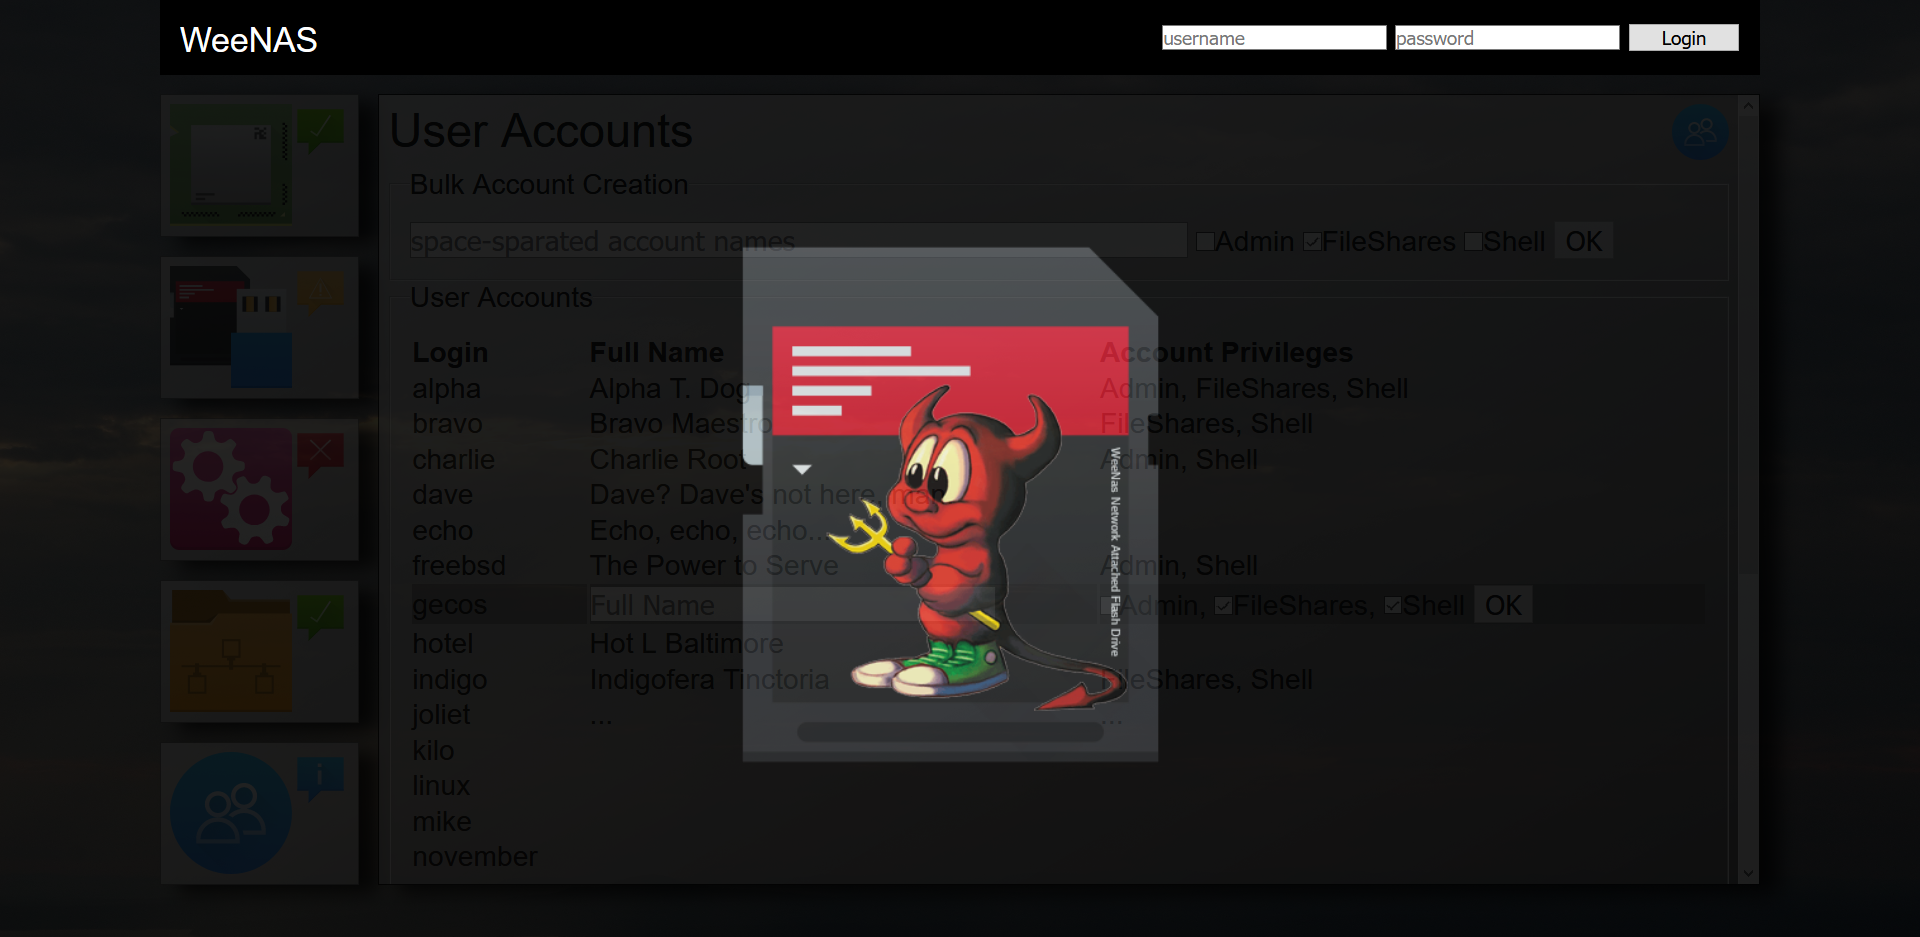 WeeNAS
username password Login
User Accounts
Bulk Account Creation
space-sparated account names Admin FileShares Shell OK
User Accounts
Login Full Name Account Privileges
alpha Alpha T. Dog Admin, FileShares, Shell
bravo Bravo Maestro FileShares, Shell
charlie Charlie Root Admin, Shell
dave Dave? Dave's not here, man
echo Echo, echo, echo...
freebsd The Power to Serve Admin, Shell
gecos Full Name Admin, FileShares, Shell OK
hotel Hot L Baltimore
indigo Indigofera Tinctoria FileShares, Shell
joliet ... ...
kilo
linux
mike
november
WeeNas Network Attached Flash Drive